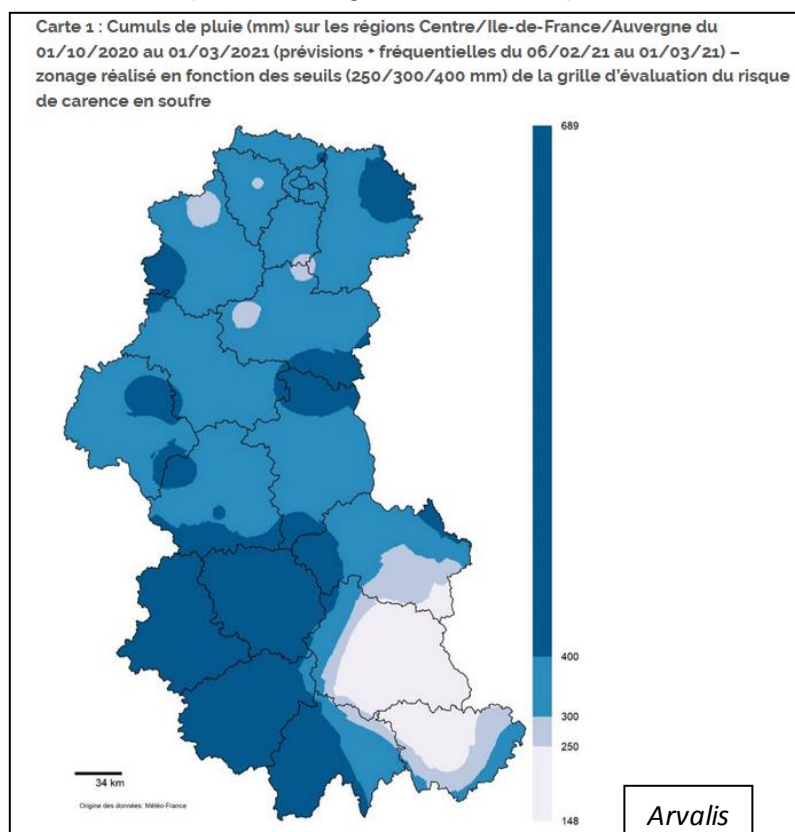 Carte 1 : Cumuls de pluie (mm) sur les régions Centre/Ile-de-France/Auvergne du
01/10/2020 au 01/03/2021 (prévisions + fréquentielles du 06/02/21 au 01/03/21) –
zonage réalisé en fonction des seuils (250/300/400 mm) de la grille d'évaluation du risque
de carence en soufre
689
400
300
250
148
34 km
Origine des données: Météo-France
Arvalis